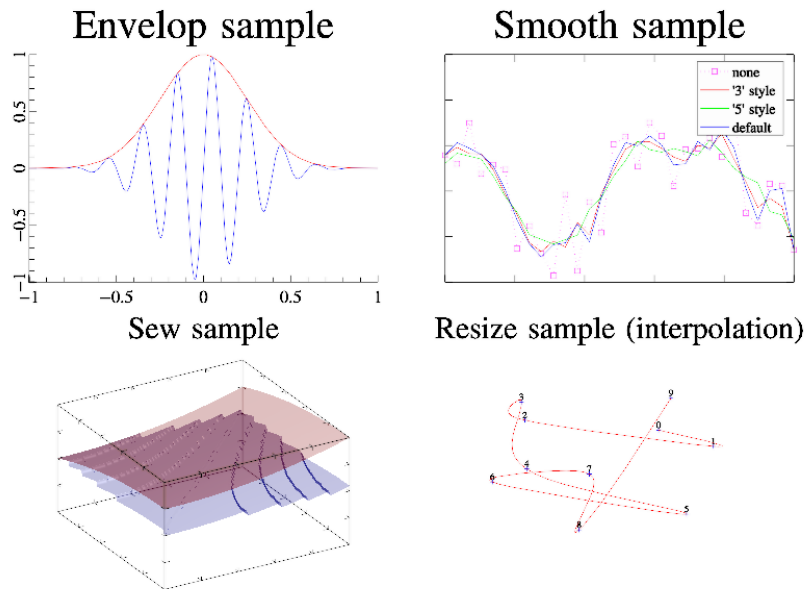 Envelop sample
Smooth sample
1
0.5
0
−0.5
−1
−1 −0.5 0 0.5 1
none
'3' style
'5' style
default
Sew sample
Resize sample (interpolation)
3
2
9
0
1
4
6
7
5
8